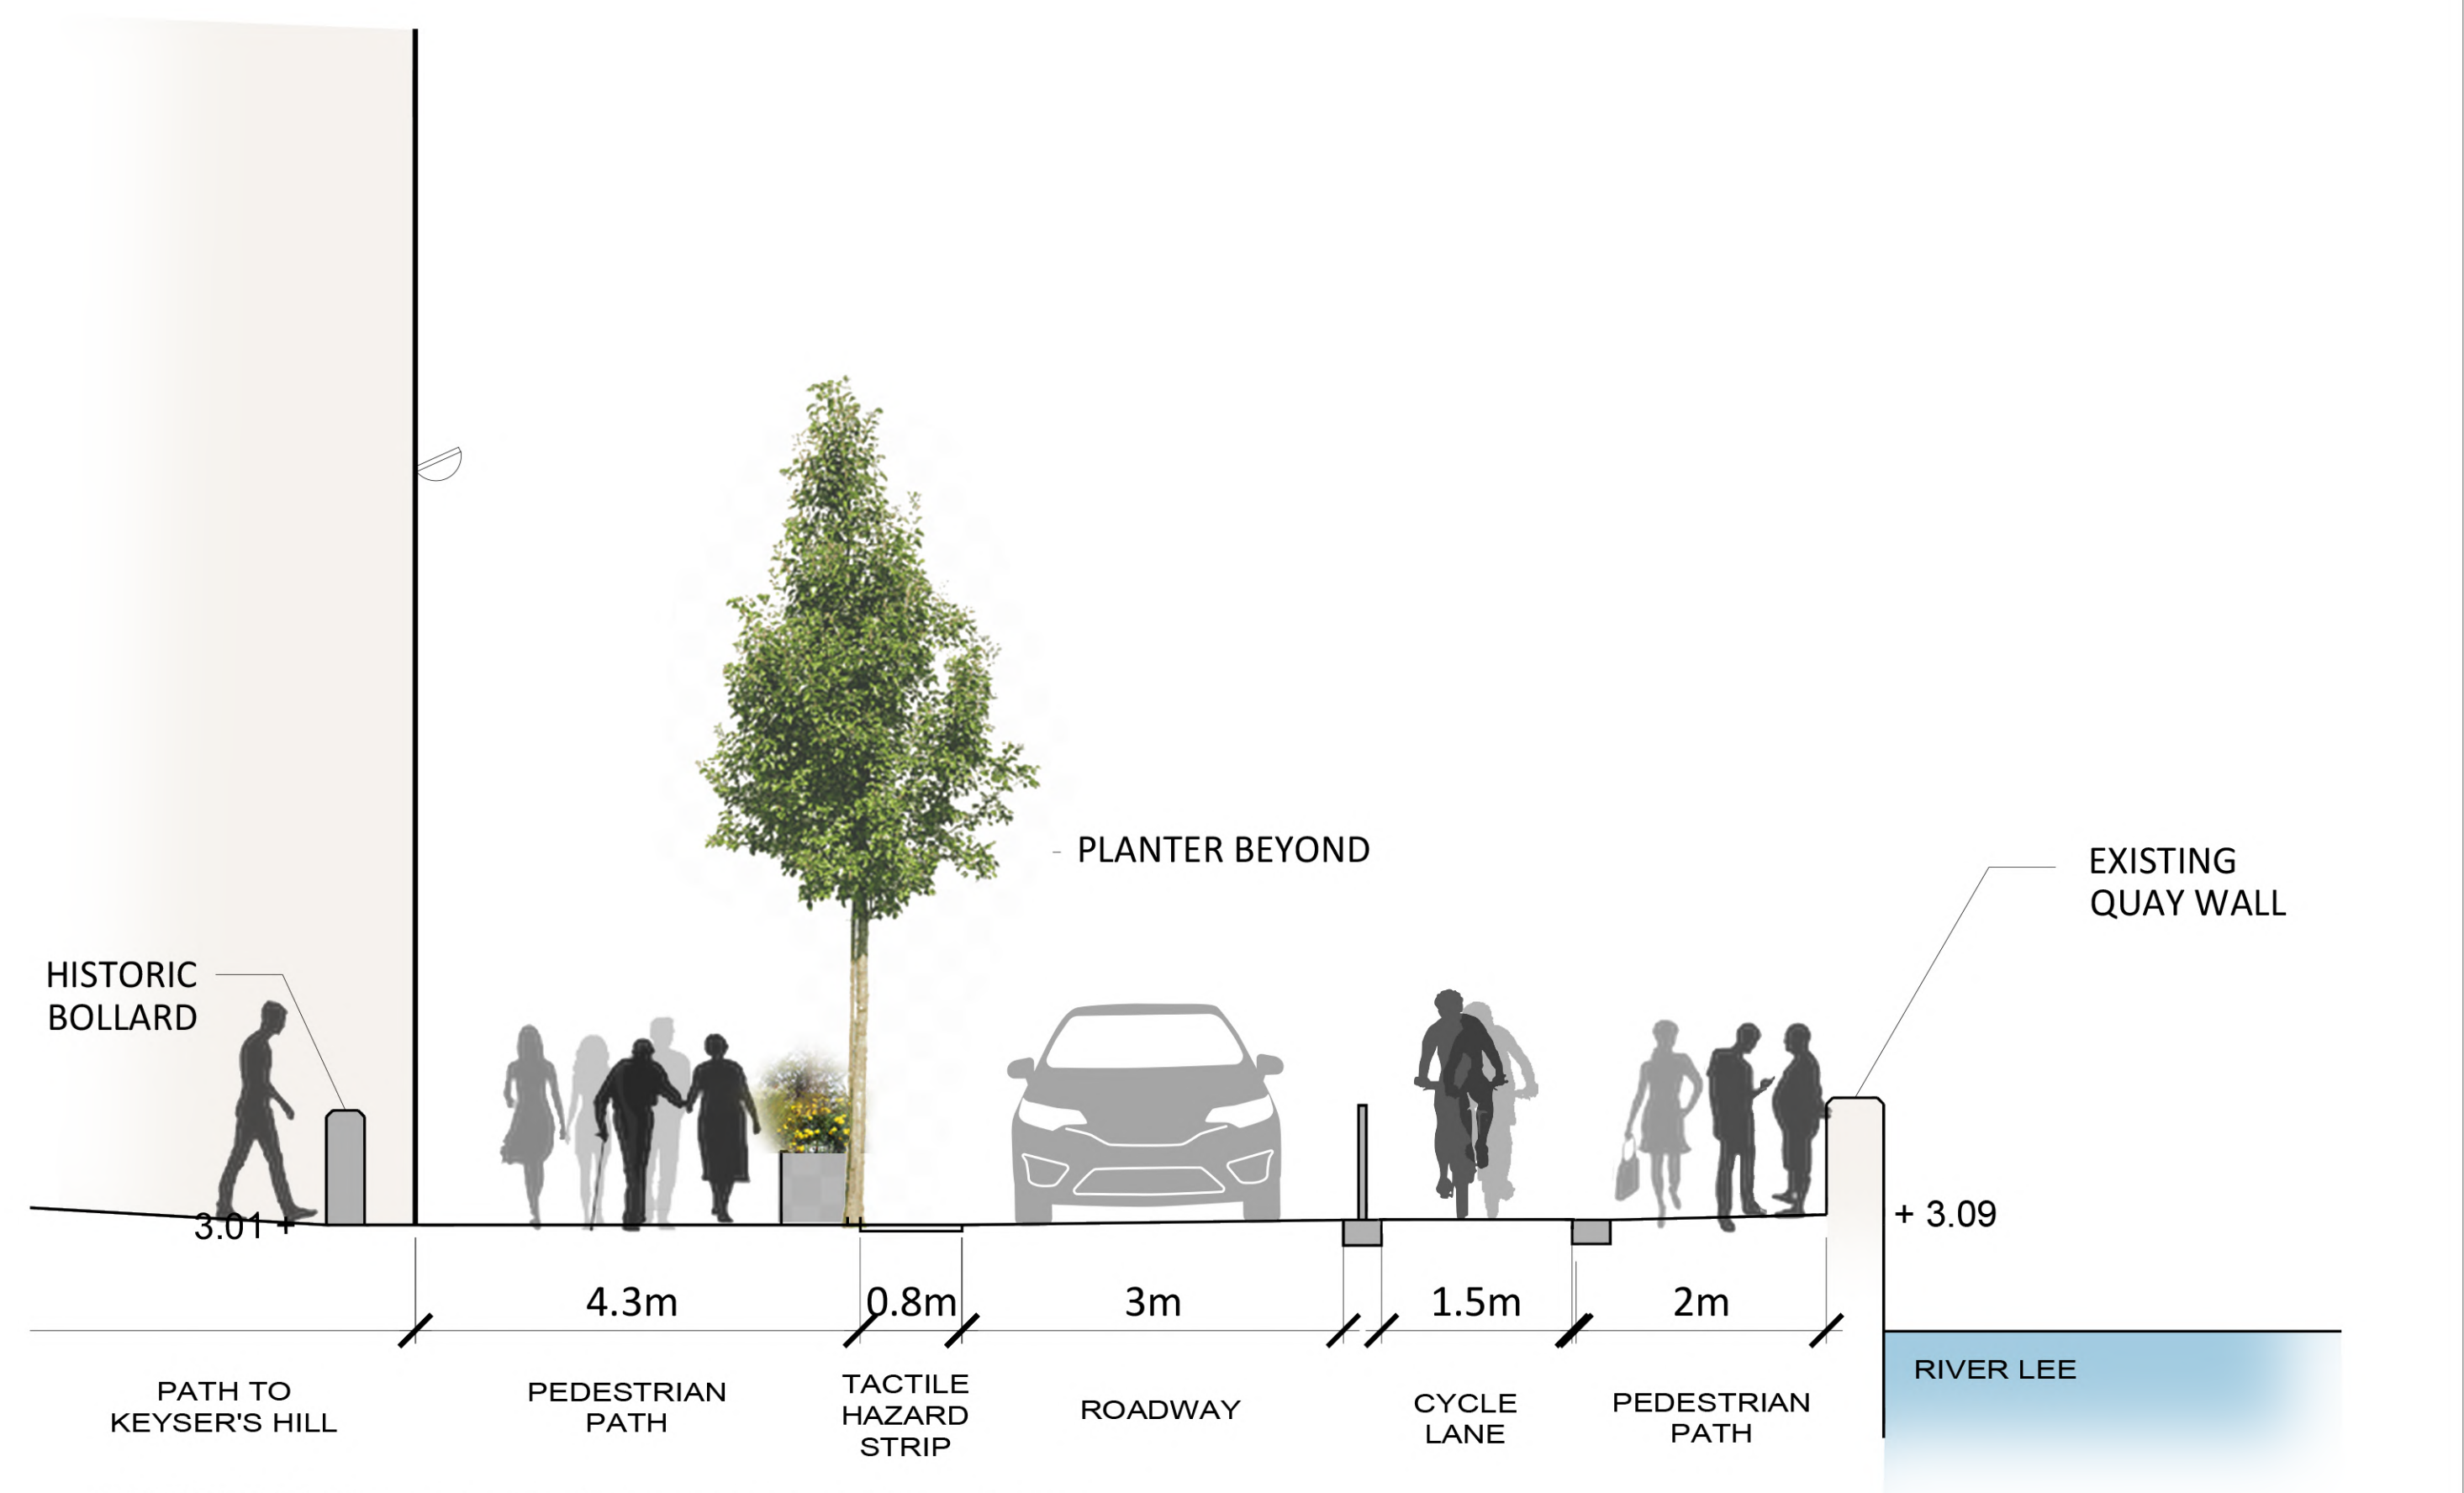 PLANTER BEYOND
EXISTING
QUAY WALL
HISTORIC
BOLLARD
3.01 +
+ 3.09
4.3m
0.8m
3m
1.5m
2m
PATH TO
KEYSER'S HILL
PEDESTRIAN
PATH
TACTILE
HAZARD
STRIP
ROADWAY
CYCLE
LANE
PEDESTRIAN
PATH
RIVER LEE